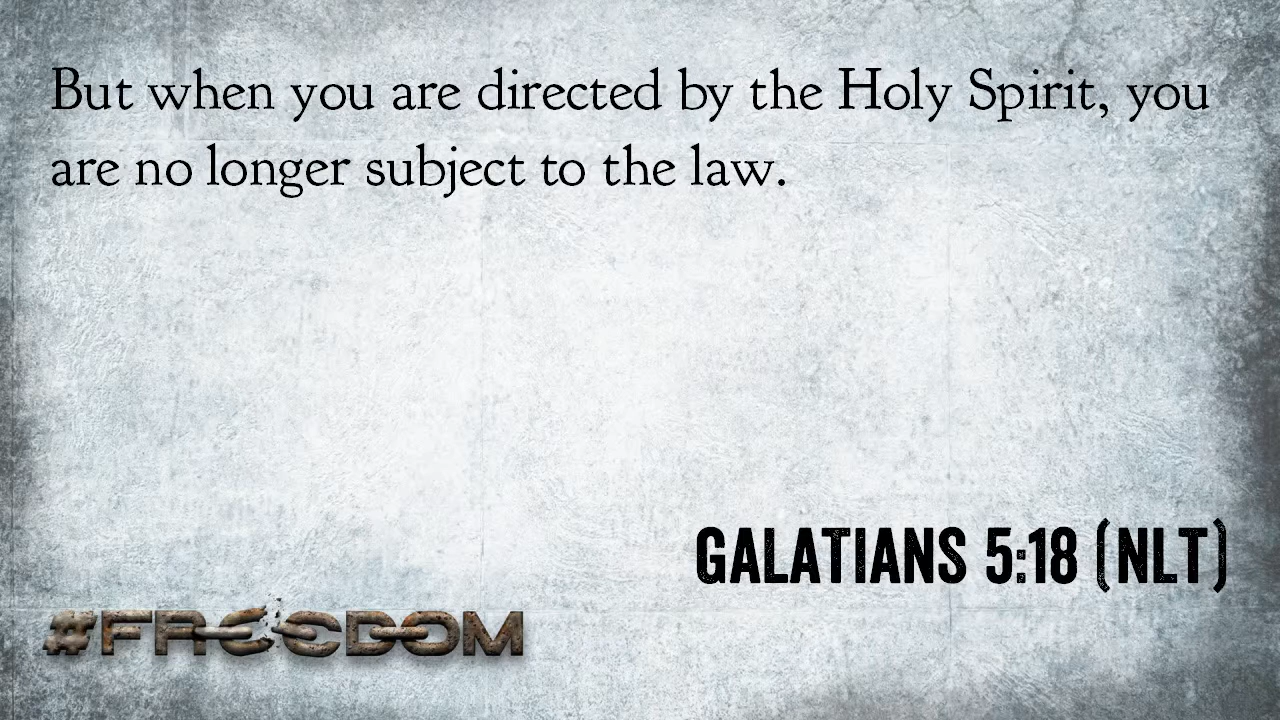 But when you are directed by the Holy Spirit, you
are no longer subject to the law.
GALATIANS 5:18 (NLT)
#FREEDOM